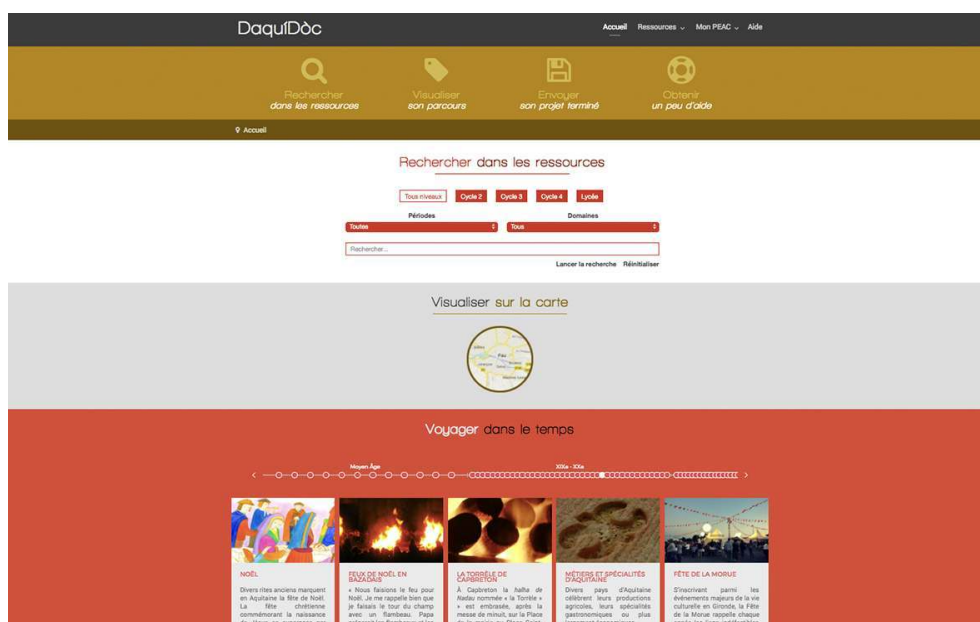 DaquíDòc
Accueil Ressources Mon PEAC Aide
Rechercher
dans les ressources
Visualiser
son parcours
Envoyer
son projet terminé
Obtenir
un peu d'aide
Accueil
Rechercher dans les ressources
Tous niveaux Cycle 2 Cycle 3 Cycle 4 Lycée
Périodes Domaines
Toutes Tous
Rechercher...
Lancer la recherche Réinitialiser
Visualiser sur la carte
Pau
Voyager dans le temps
Moyen Âge XIXe - XXe
NOËL
Divers rites anciens marquent
en Aquitaine la fête de Noël.
La fête chrétienne
commémorant la naissance
FEUX DE NOËL EN
BAZADAIS
« Nous faisions le feu pour
Noël. Je me rappelle bien que
je faisais le tour du champ
avec un flambeau. Papa
LA TORRÈLE DE
CAPBRETON
À Capbreton la halha de
Nadau nommée « la Torrèle »
» est embrasée, après la
messe de minuit, sur la Place
MÉTIERS ET SPÉCIALITÉS
D'AQUITAINE
Divers pays d'Aquitaine
célèbrent leurs productions
agricoles, leurs spécialités
gastronomiques ou plus
FÊTE DE LA MORUE
S'inscrivant parmi les
événements majeurs de la vie
culturelle en Gironde, la Fête
de la Morue rappelle chaque